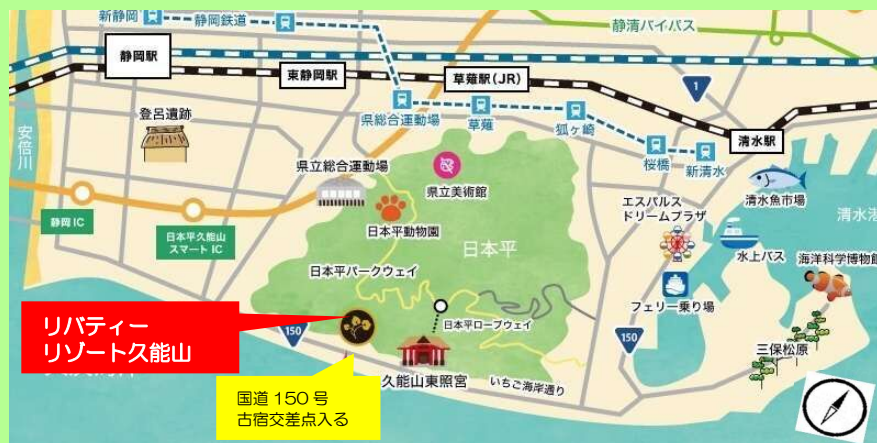 新静岡
静岡鉄道
静清バイパス
静岡駅
東静岡駅
草薙駅(JR)
1
登呂遺跡
県総合運動場
草薙
狐ヶ崎
清水駅
安倍川
桜橋
新清水
県立総合運動場
県立美術館
エスパルス
ドリームプラザ
清水魚市場
清水港
静岡IC
日本平久能山
スマートIC
日本平動物園
日本平
水上バス
海洋科学博物館
日本平パークウェイ
フェリー乗り場
リバティー
リゾート久能山
150
日本平ロープウェイ
150
三保松原
久能山東照宮
いちご海岸通り
国道150号
古宿交差点入る